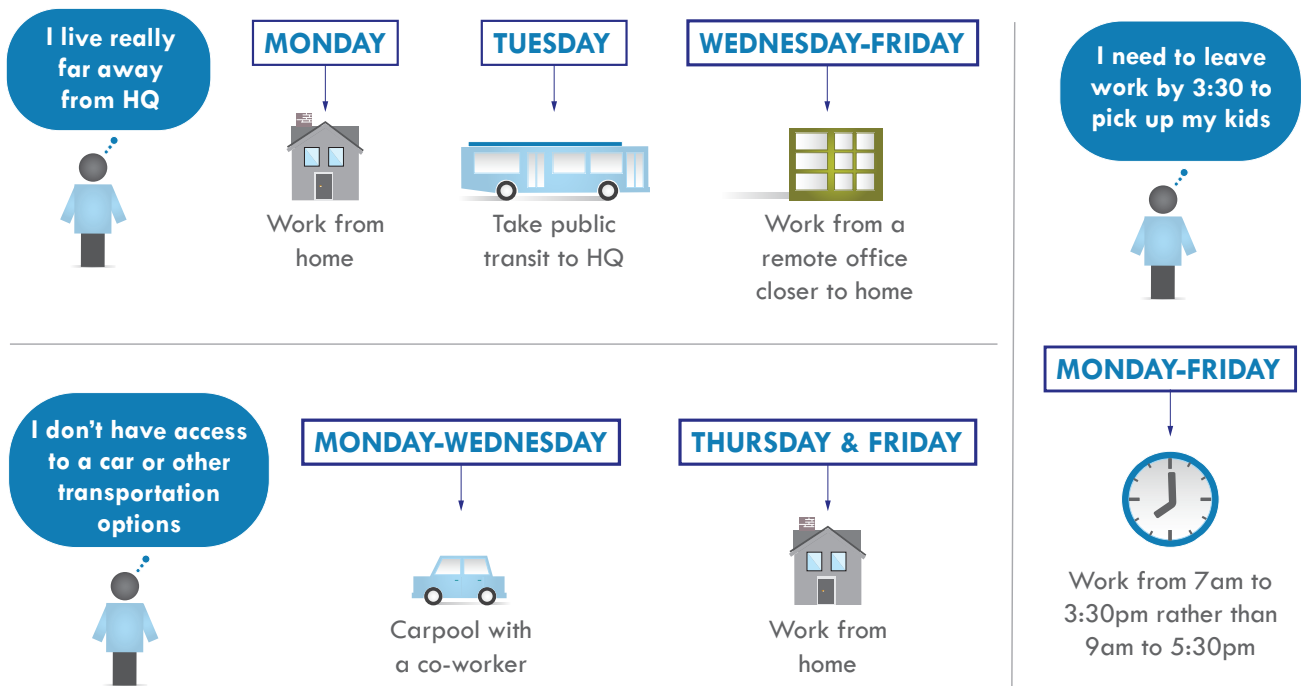 I live really
far away
from HQ
MONDAY
Work from
home
TUESDAY
Take public
transit to HQ
WEDNESDAY-FRIDAY
Work from a
remote office
closer to home
I don't have access
to a car or other
transportation
options
MONDAY-WEDNESDAY
Carpool with
a co-worker
THURSDAY & FRIDAY
Work from
home
I need to leave
work by 3:30 to
pick up my kids
MONDAY-FRIDAY
Work from 7am to
3:30pm rather than
9am to 5:30pm